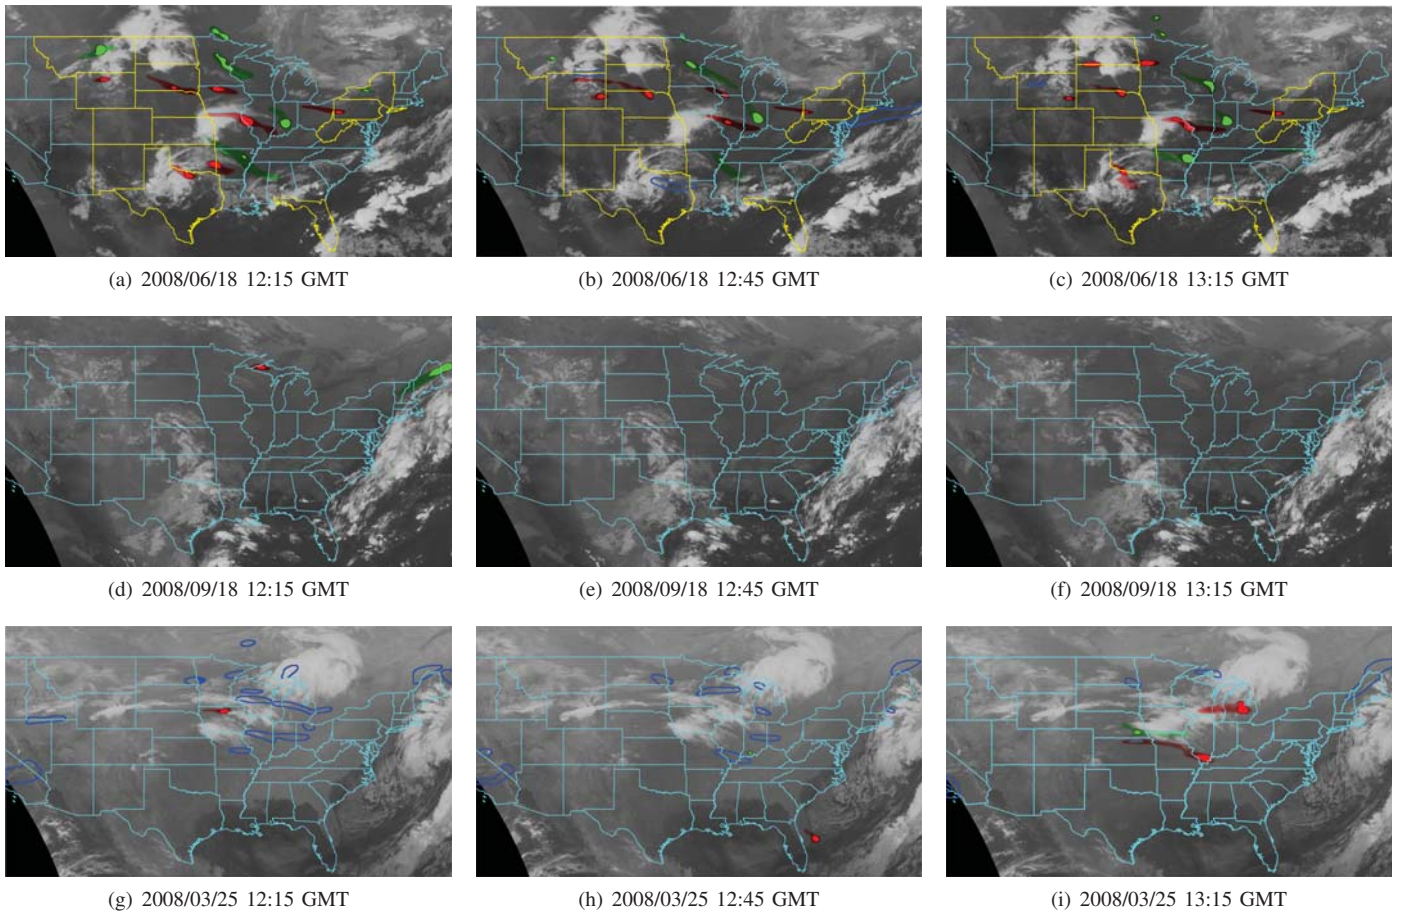 (a) 2008/06/18 12:15 GMT
(b) 2008/06/18 12:45 GMT
(c) 2008/06/18 13:15 GMT
(d) 2008/09/18 12:15 GMT
(e) 2008/09/18 12:45 GMT
(f) 2008/09/18 13:15 GMT
(g) 2008/03/25 12:15 GMT
(h) 2008/03/25 12:45 GMT
(i) 2008/03/25 13:15 GMT